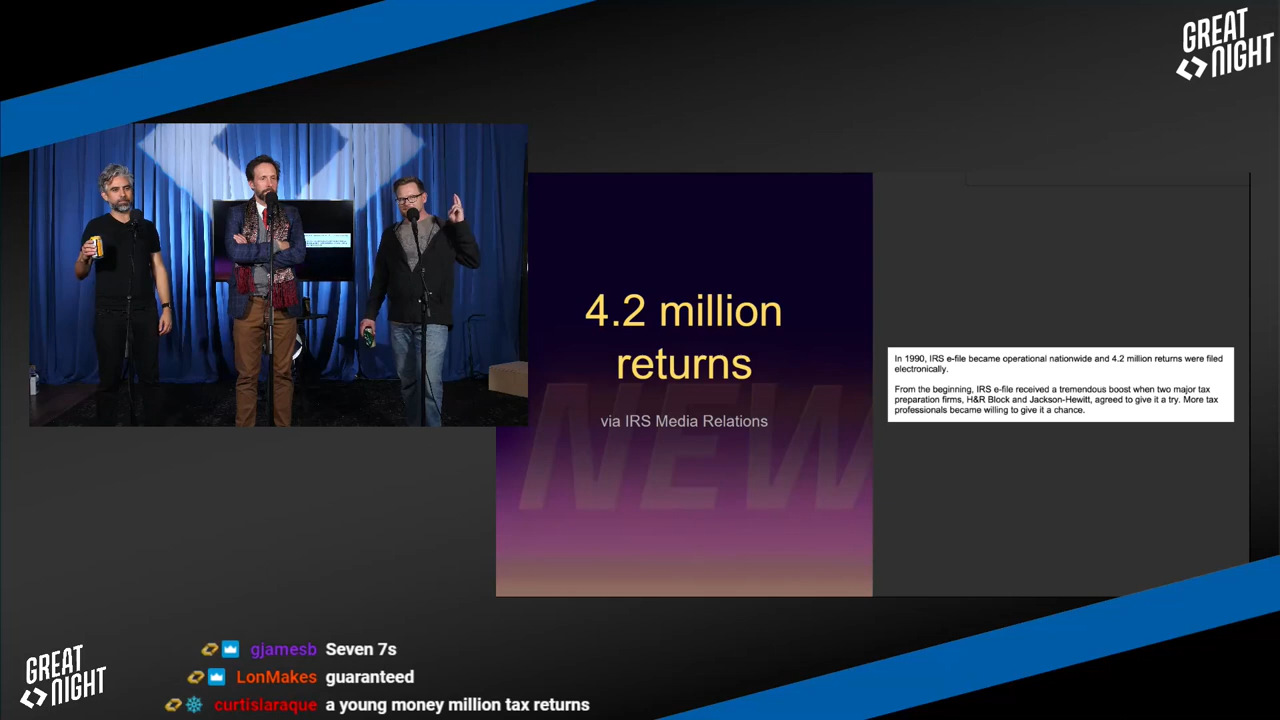 GREAT
NIGHT
4.2 million
returns
via IRS Media Relations
NEW
In 1990, IRS e-file became operational nationwide and 4.2 million returns were filed
electronically.
From the beginning, IRS e-file received a tremendous boost when two major tax
preparation firms, H&R Block and Jackson-Hewitt, agreed to give it a try. More tax
professionals became willing to give it a chance.
gjamesb Seven 7s
LonMakes guaranteed
curtislaraque a young money million tax returns
GREAT
NIGHT